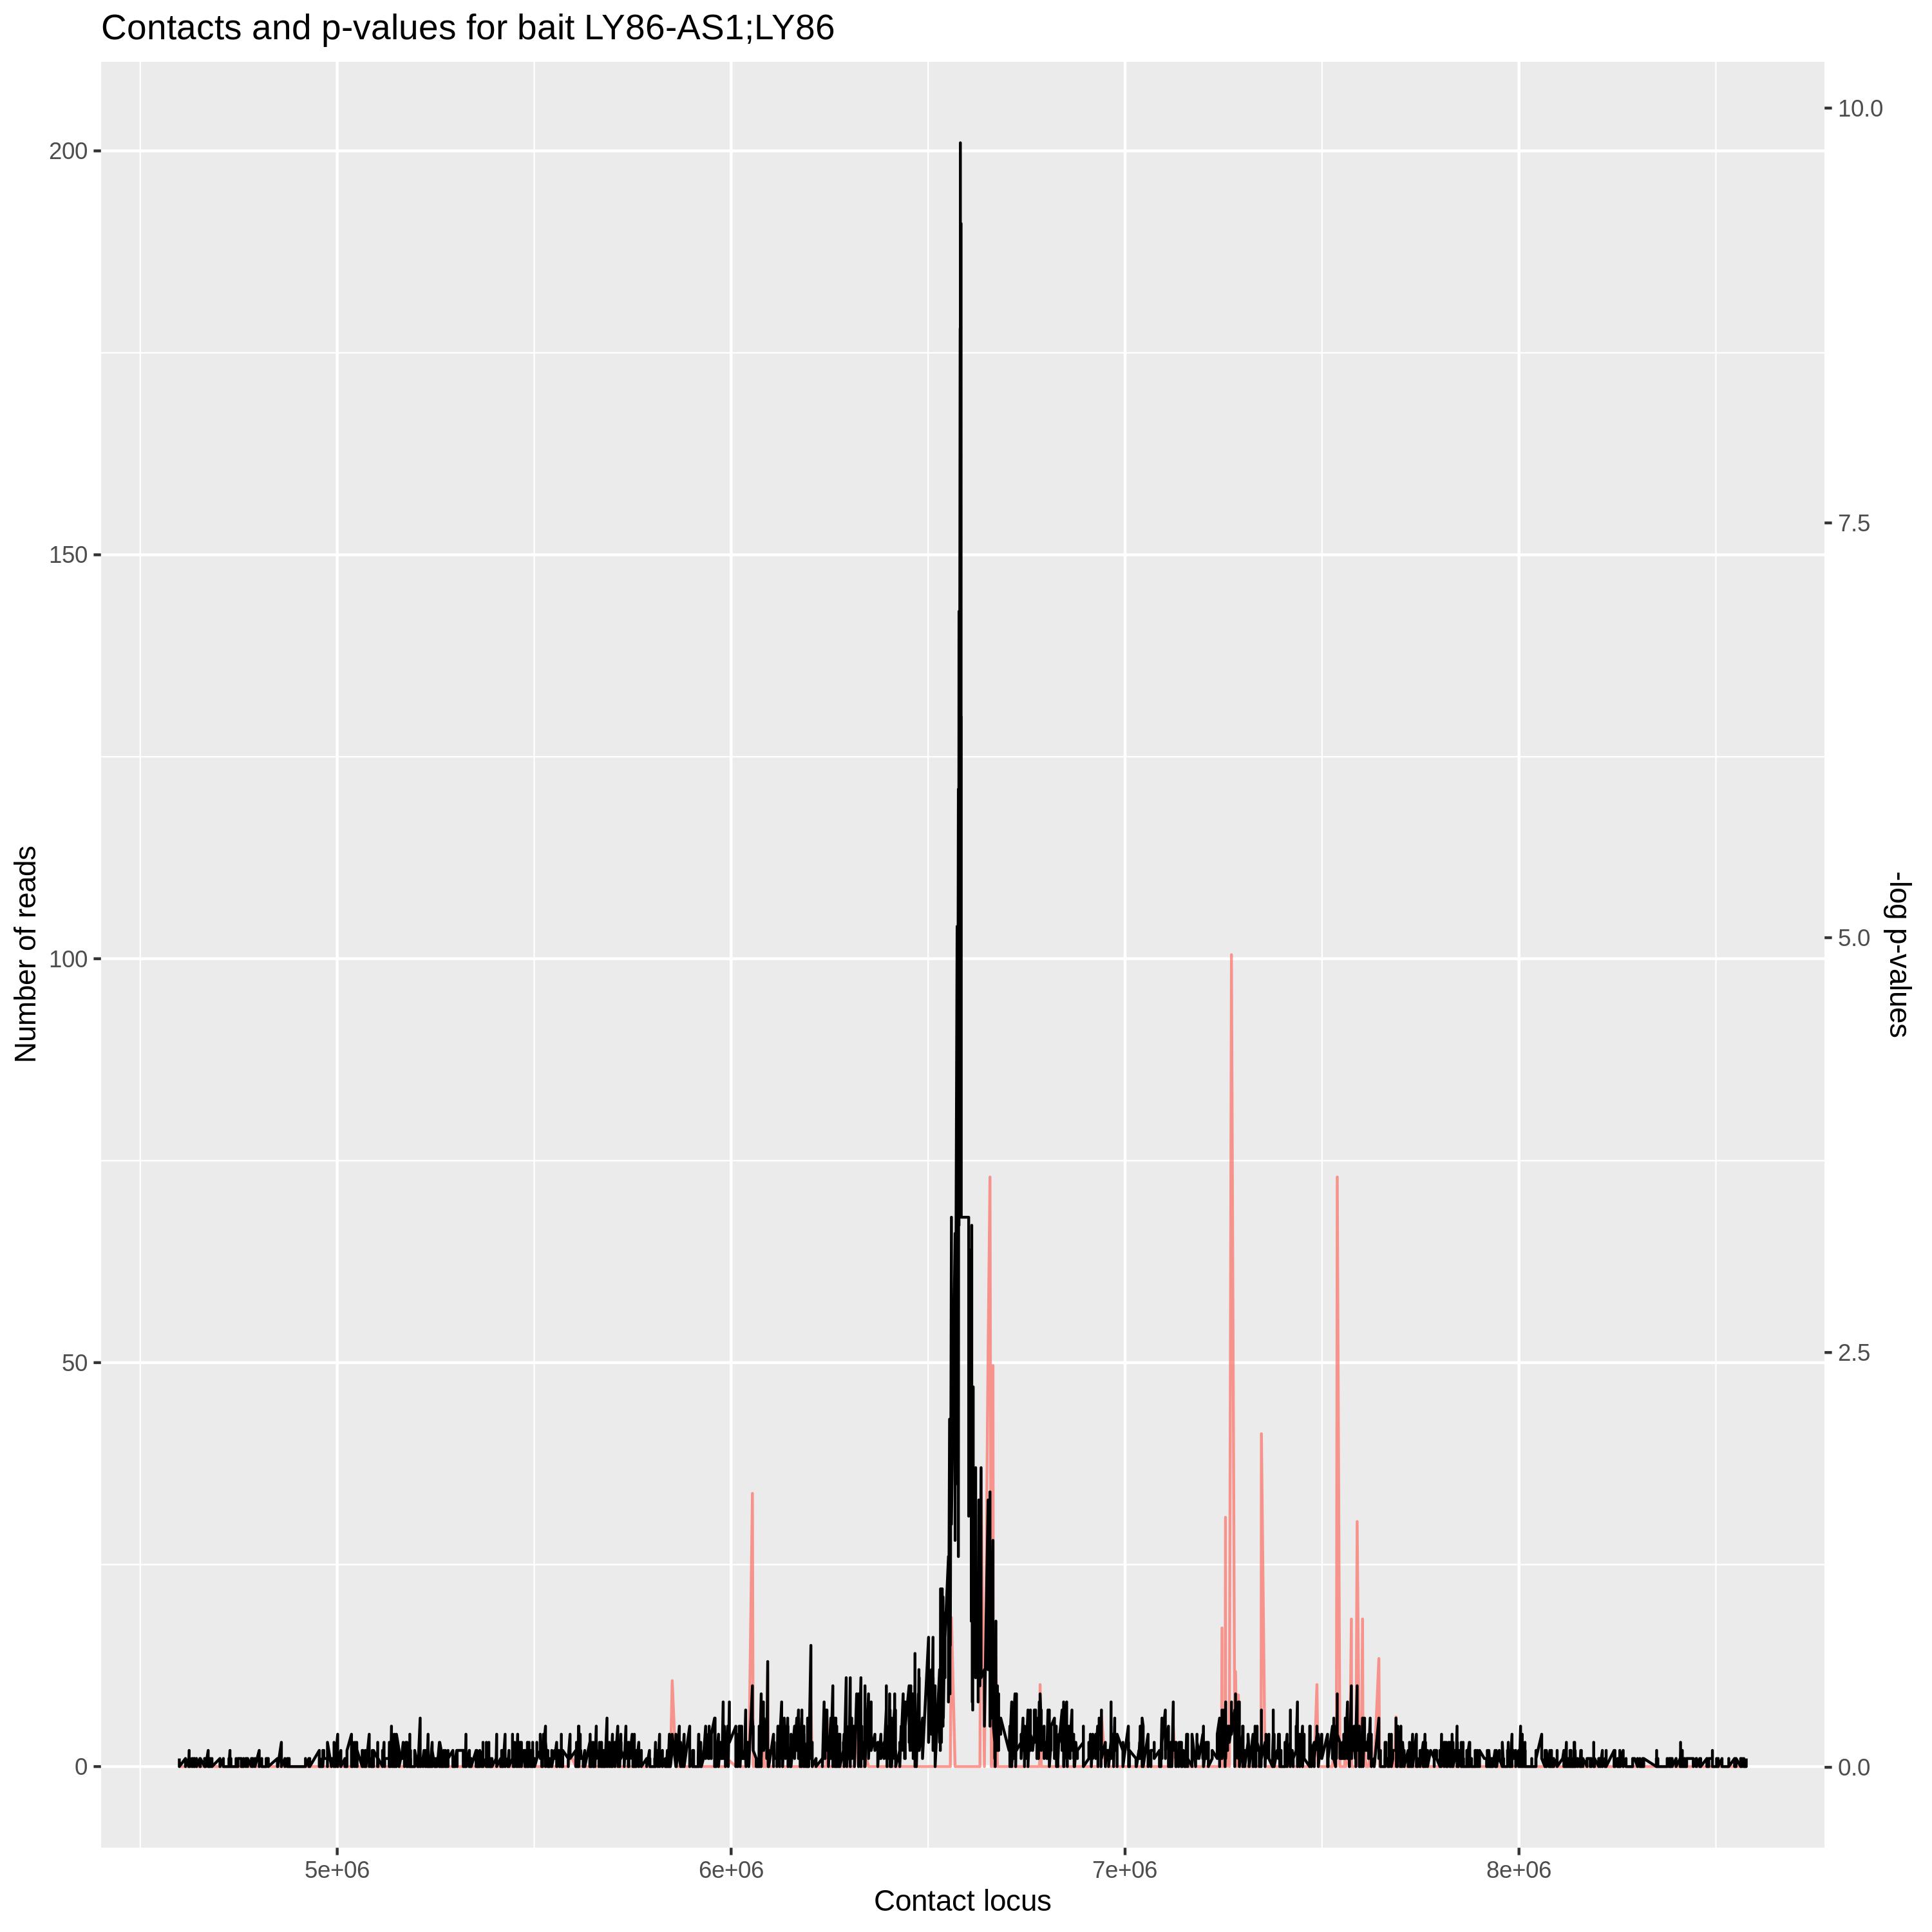 Contacts and p-values for bait LY86-AS1;LY86
Number of reads
200
150
100
50
0
10.0
7.5
5.0
2.5
0.0
-log p-values
5e+06
6e+06
7e+06
8e+06
Contact locus